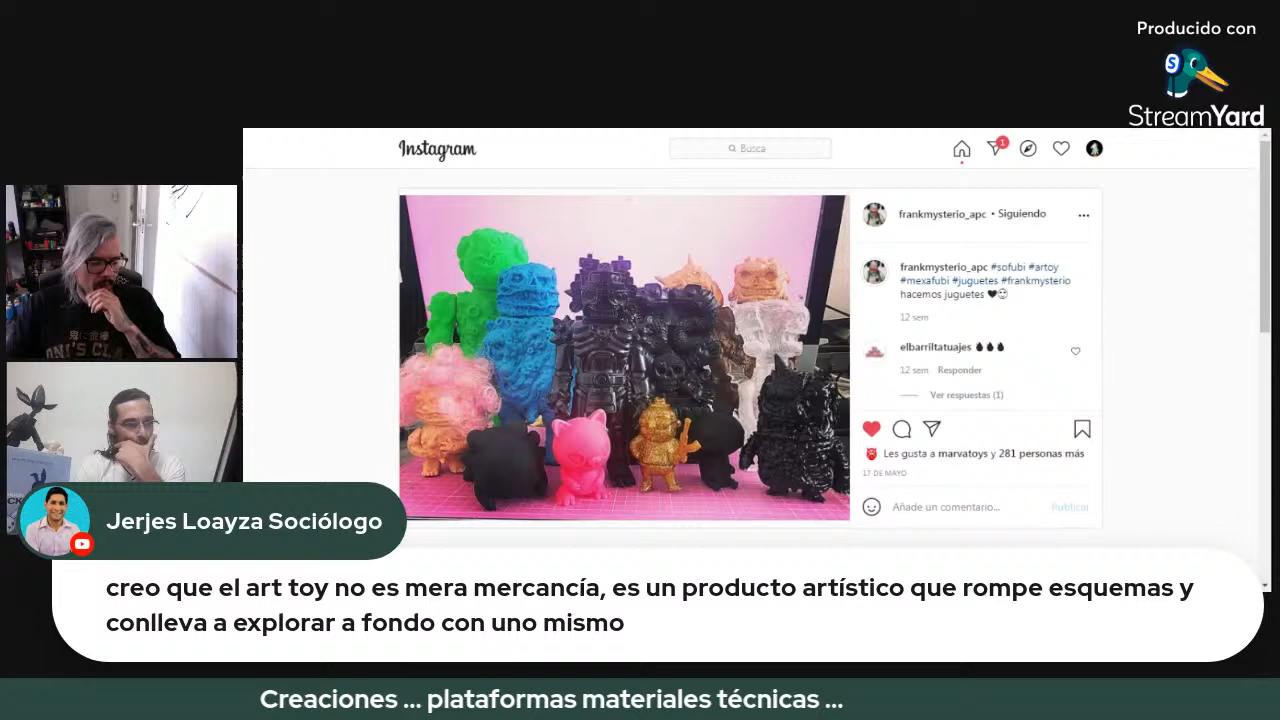 Producido con
StreamYard
Instagram
Busca
1
frankmysterio_apc • Siguiendo
frankmysterio_apc #sofubi #artoy
#mexafubi #juguetes #frankmysterio
hacemos juguetes
12 sem
elbarriltatuajes
12 sem Responder
Ver respuestas (1)
Les gusta a marvatoys y 281 personas más
17 DE MAYO
Añade un comentario...
Publicar
Jerjes Loayza Sociólogo
creo que el art toy no es mera mercancía, es un producto artístico que rompe esquemas y
conlleva a explorar a fondo con uno mismo
Creaciones ... plataformas materiales técnicas ...